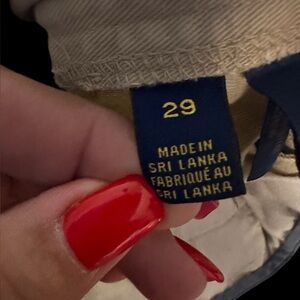 29
MADE IN
SRI LANKA
FABRIQUÉ AU
SRI LANKA